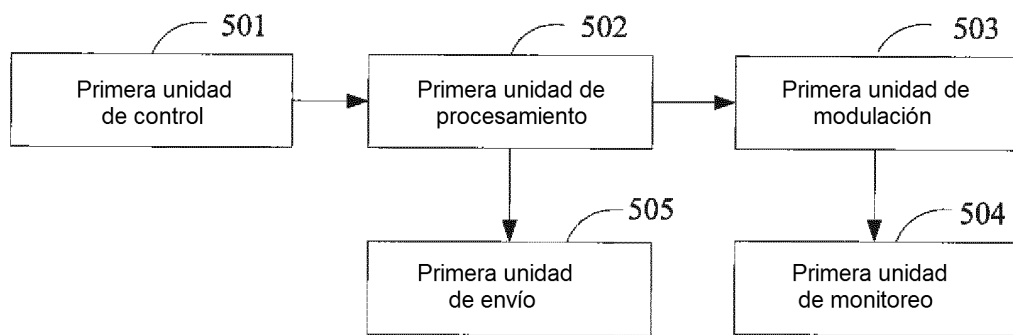 501
502
503
Primera unidad
de control
Primera unidad de
procesamiento
Primera unidad de
modulación
505
504
Primera unidad
de envío
Primera unidad
de monitoreo